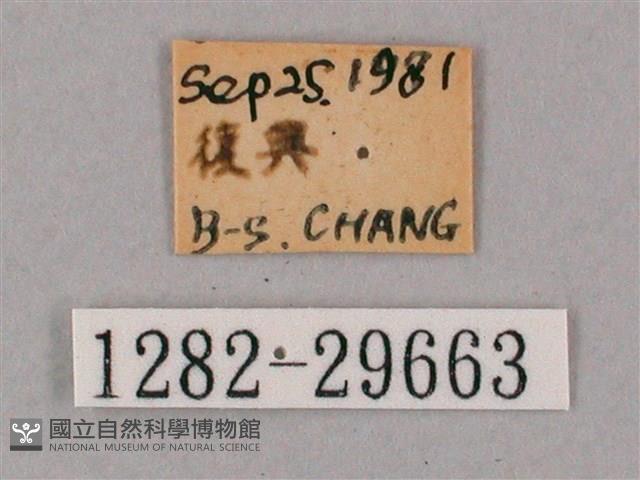 Sep 25. 1981
復興
B-S. CHANG
1282-29663
國立自然科學博物館
NATIONAL MUSEUM OF NATURAL SCIENCE